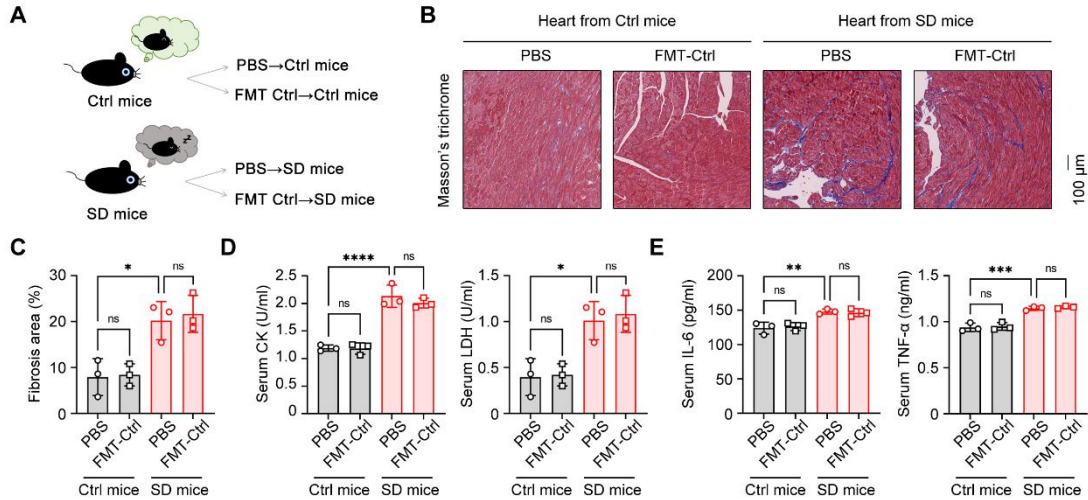 A
Ctrl mice
PBS→Ctrl mice
FMT Ctrl→Ctrl mice
z z
SD mice
PBS→SD mice
FMT Ctrl→SD mice
B
Heart from Ctrl mice
Heart from SD mice
PBS
FMT-Ctrl
PBS
FMT-Ctrl
Masson's trichrome
100 μm
C
Fibrosis area (%)
30
20
10
0
*
ns
ns
PBS
FMT-Ctrl
PBS
FMT-Ctrl
Ctrl mice
SD mice
D
Serum CK (U/ml)
2.5
2.0
1.5
1.0
0.5
0
****
ns
ns
PBS
FMT-Ctrl
PBS
FMT-Ctrl
Ctrl mice
SD mice
Serum LDH (U/ml)
1.5
1.0
0.5
0
*
ns
ns
PBS
FMT-Ctrl
PBS
FMT-Ctrl
Ctrl mice
SD mice
E
Serum IL-6 (pg/ml)
200
150
100
50
0
**
ns
ns
PBS
FMT-Ctrl
PBS
FMT-Ctrl
Ctrl mice
SD mice
Serum TNF-α (ng/ml)
1.5
1.0
0.5
0
***
ns
ns
PBS
FMT-Ctrl
PBS
FMT-Ctrl
Ctrl mice
SD mice